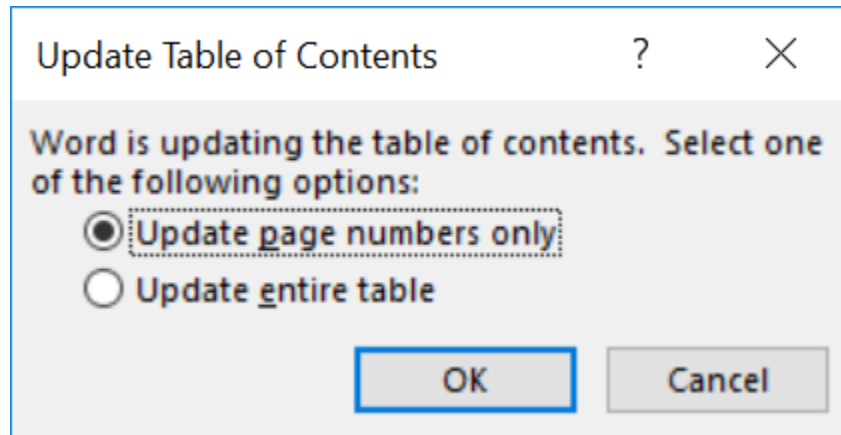 Update Table of Contents ?
Word is updating the table of contents. Select one
of the following options:
Update page numbers only
Update entire table
OK Cancel